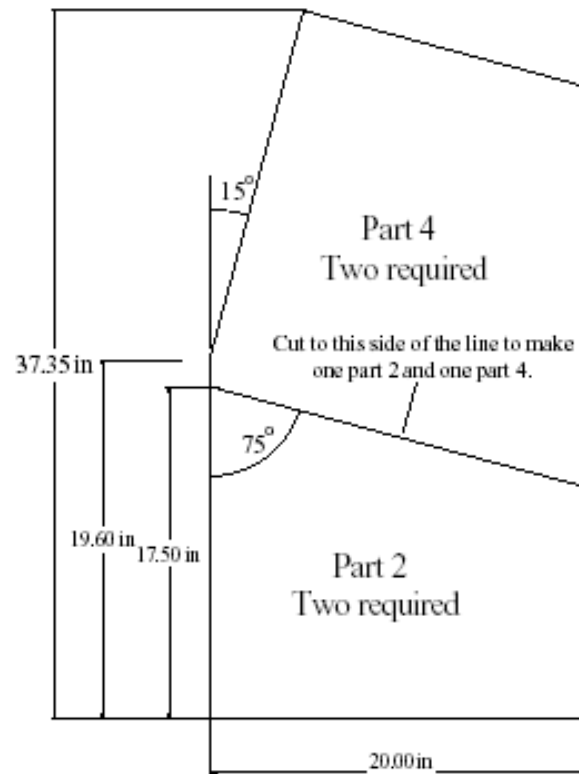 15°
Part 4
Two required
Cut to this side of the line to make
one part 2 and one part 4.
37.35 in
75°
19.60 in
17.50 in
Part 2
Two required
20.00 in